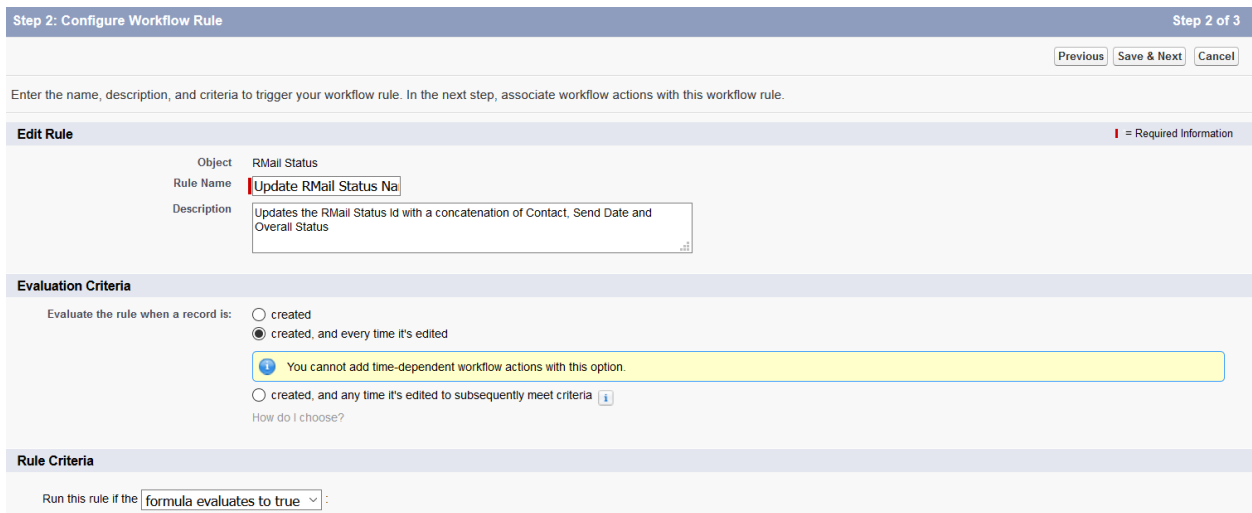 Step 2: Configure Workflow Rule Step 2 of 3
Previous Save & Next Cancel
Enter the name, description, and criteria to trigger your workflow rule. In the next step, associate workflow actions with this workflow rule.
Edit Rule = Required Information
Object RMail Status
Rule Name Update RMail Status Na
Description Updates the RMail Status Id with a concatenation of Contact, Send Date and
Overall Status
Evaluation Criteria
Evaluate the rule when a record is: created
created, and every time it's edited
You cannot add time-dependent workflow actions with this option.
created, and any time it's edited to subsequently meet criteria
How do I choose?
Rule Criteria
Run this rule if the formula evaluates to true :